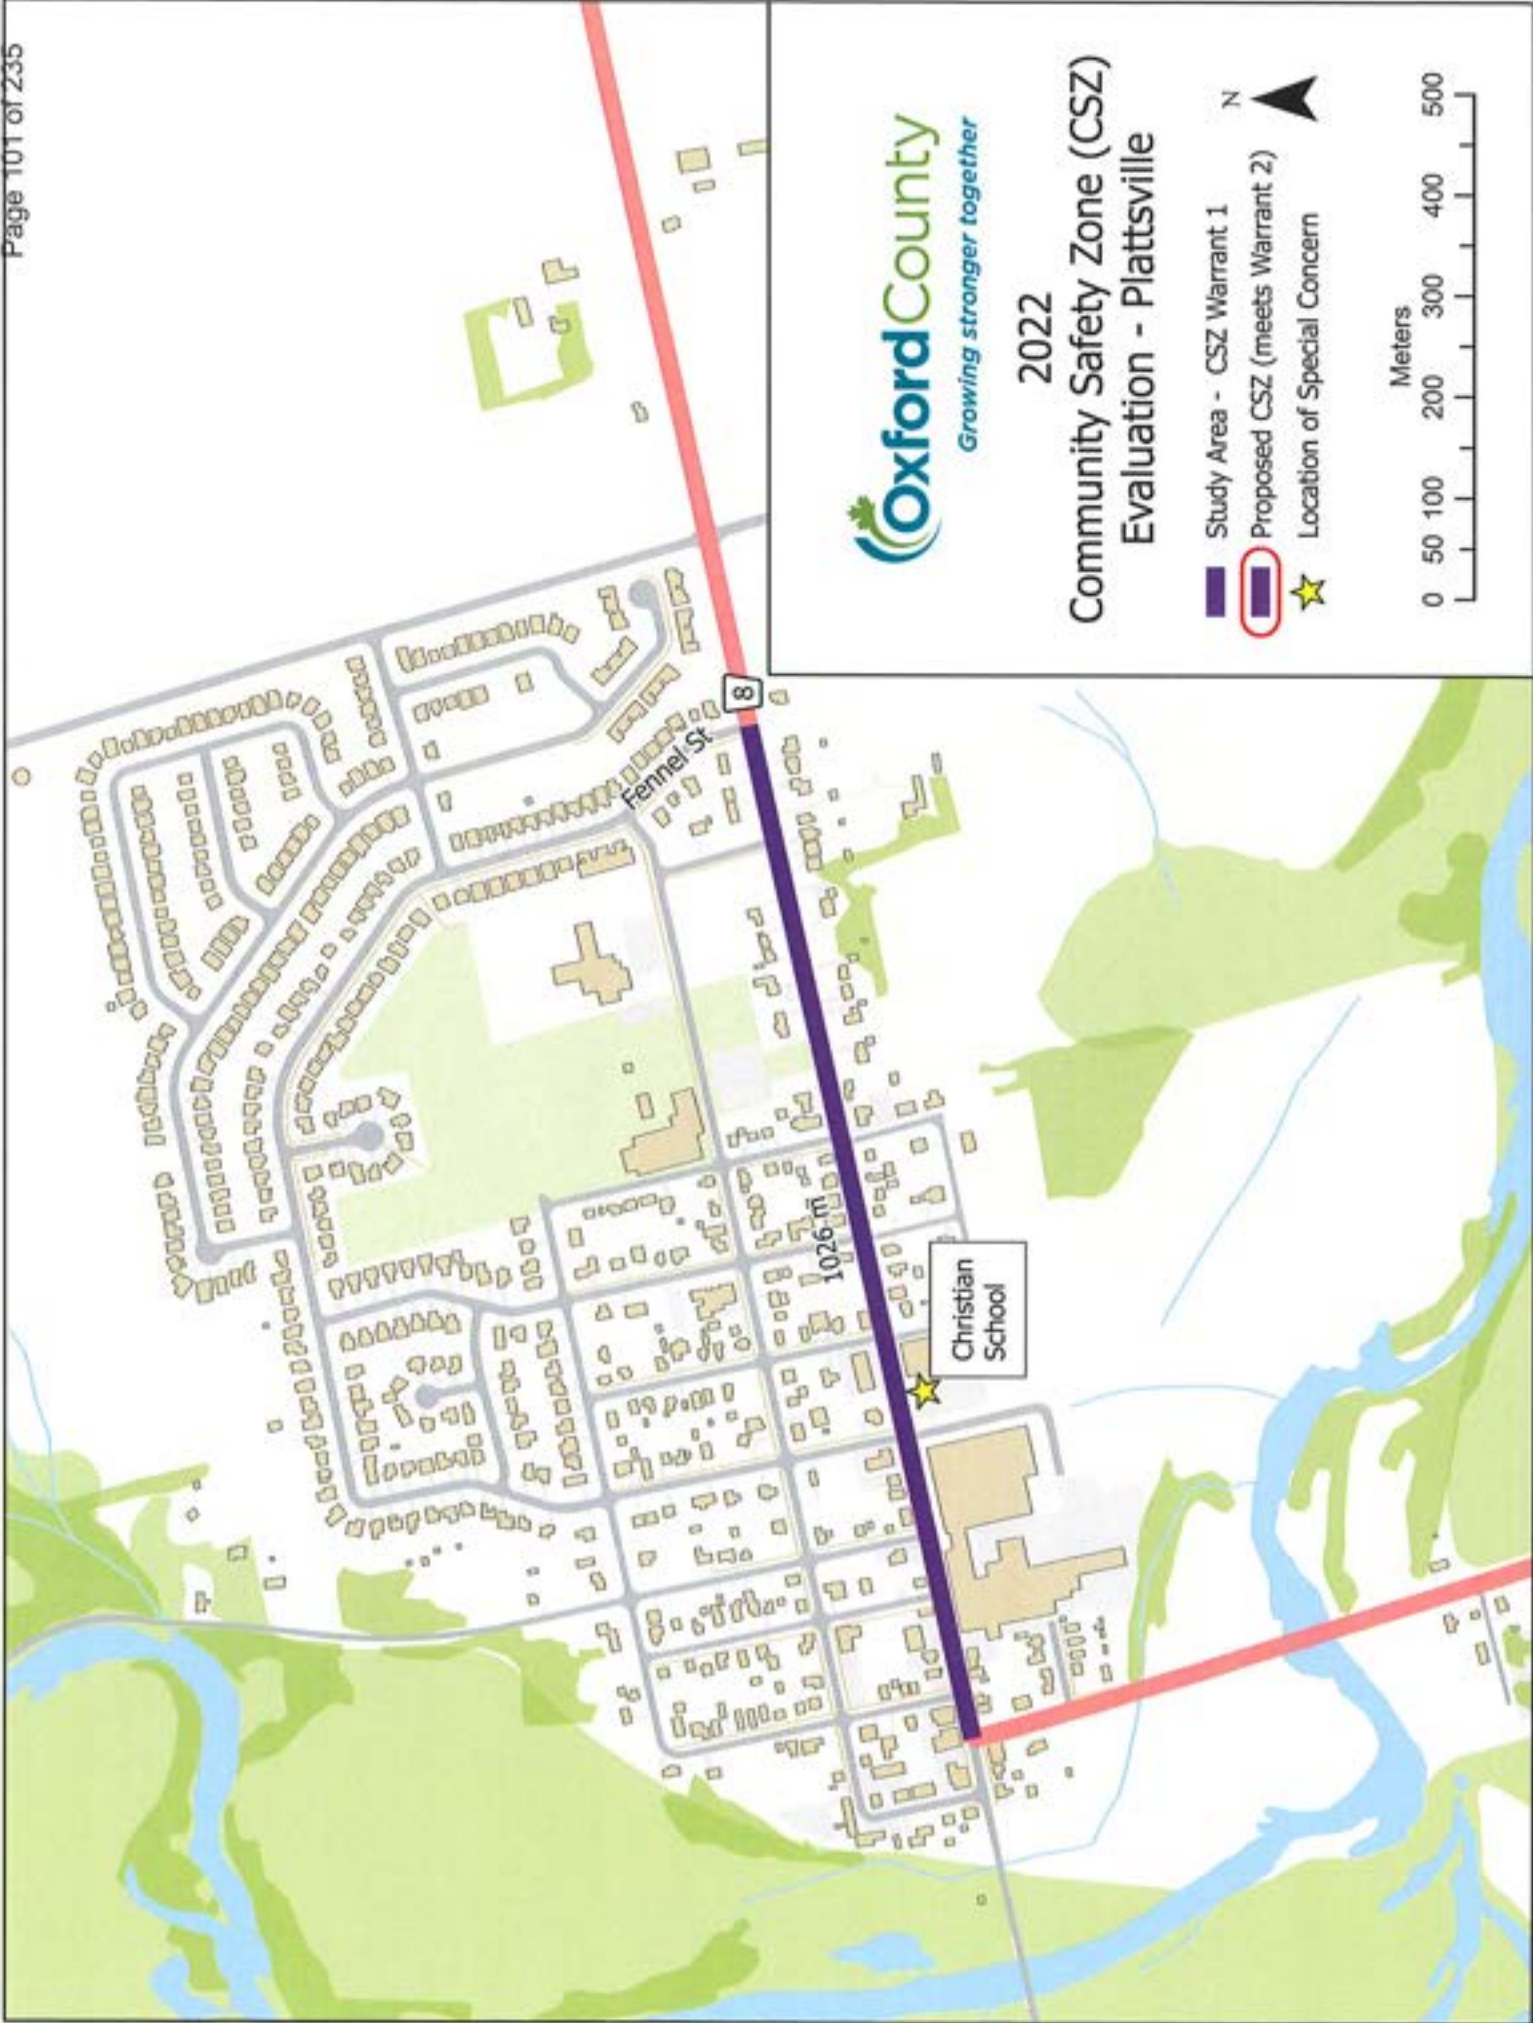 Page 101 of 235
Fennel St
8
1026 m
Christian
School
OxfordCounty
Growing stronger together
2022
Community Safety Zone (CSZ)
Evaluation - Plattsville
Study Area - CSZ Warrant 1
Proposed CSZ (meets Warrant 2)
Location of Special Concern
N
Meters
0 50 100 200 300 400 500